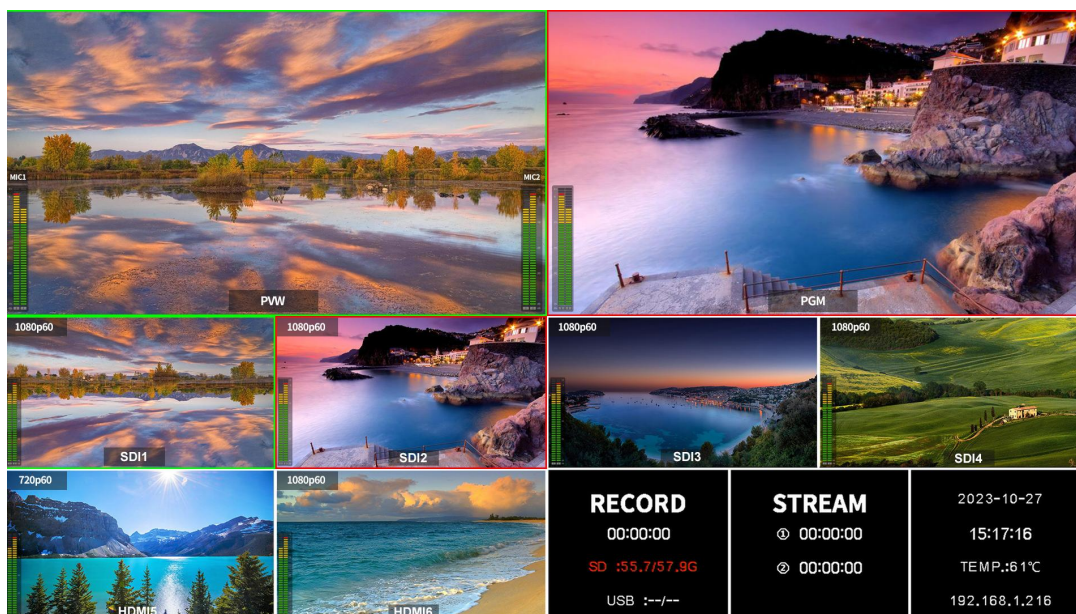 MIC1
MIC2
PVW
PGM
1080p60
1080p60
1080p60
1080p60
SDI1
SDI2
SDI3
SDI4
720p60
1080p60
HDMI5
HDMI6
RECORD
00:00:00
SD :55.7/57.9G
USB :--/--
STREAM
① 00:00:00
② 00:00:00
2023-10-27
15:17:16
TEMP.:61℃
192.168.1.216